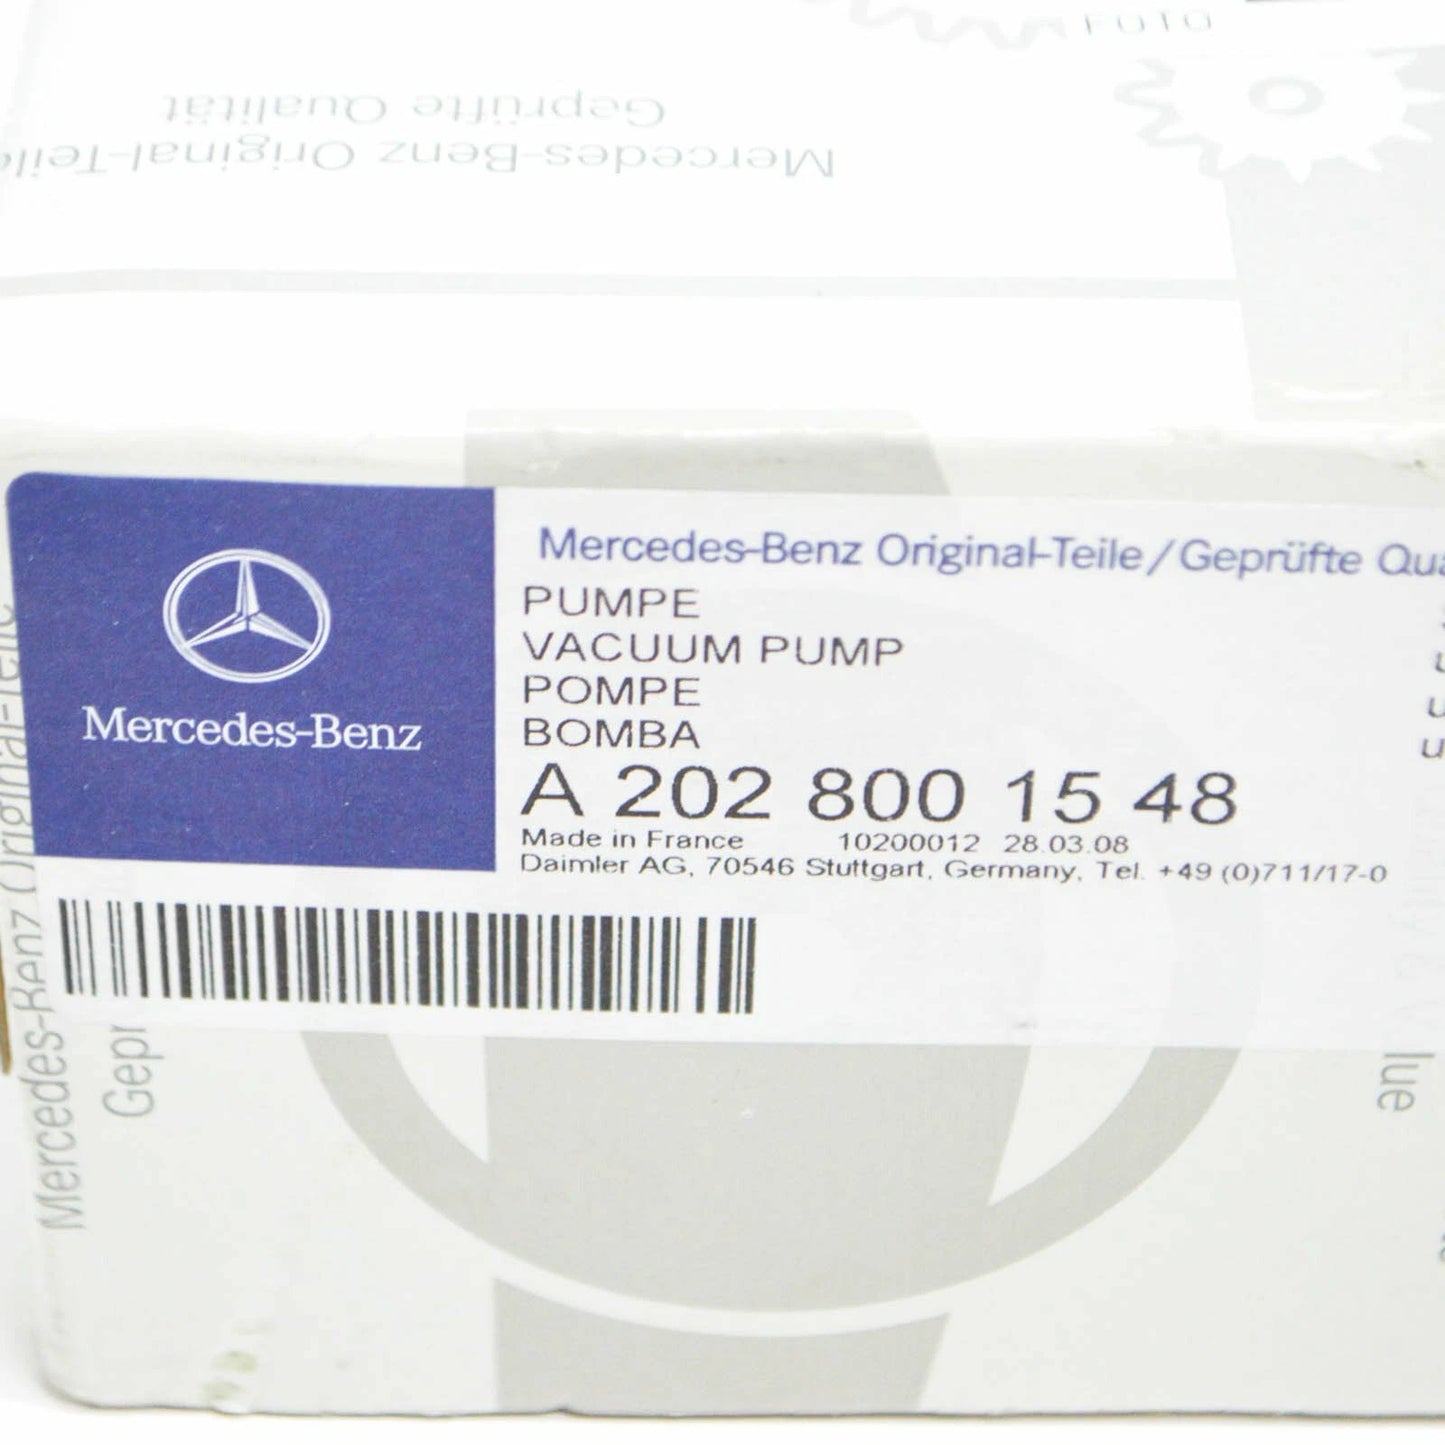 FOTO
Geprüfte Qualität
Mercedes-Benz Original-Teile
Mercedes-Benz
Mercedes-Benz Original-Teile/Geprüfte
PUMPE
VACUUM PUMP
POMPE
BOMBA
A 202 800 15 48
Made in France 10200012 28.03.08
Daimler AG, 70546 Stuttgart, Germany, Tel. +49 (0)711/17-0
Mercedes-Benz Original-Teile
Gepr
lue